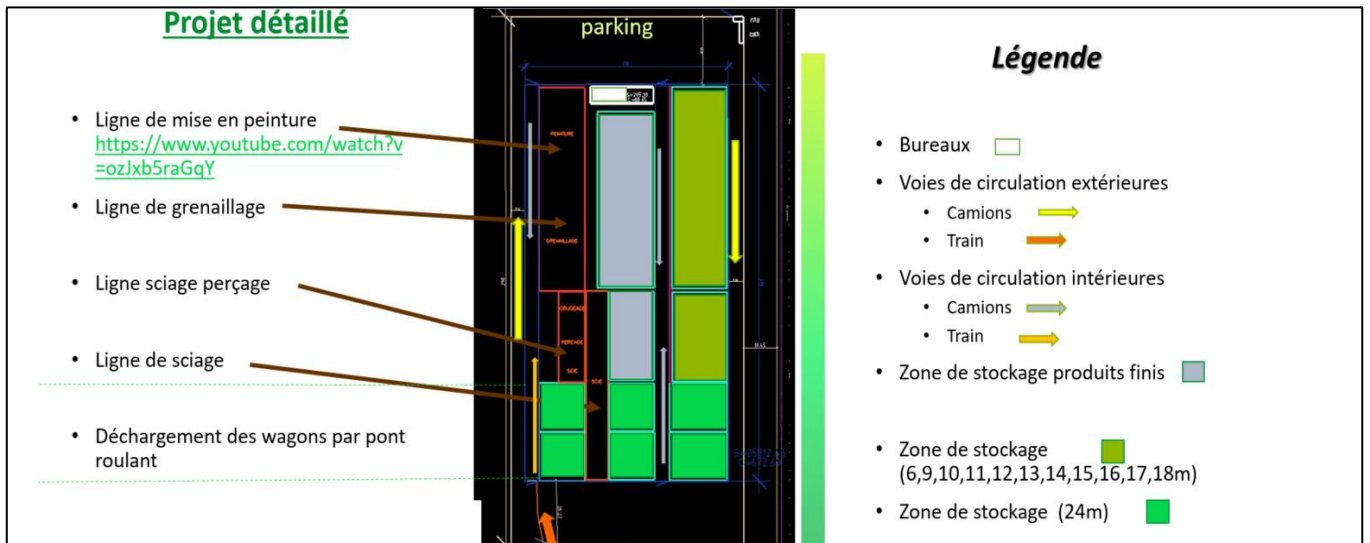 Projet détaillé
• Ligne de mise en peinture
https://www.youtube.com/watch?v
=ozJxb5raGqY
• Ligne de grenaillage
• Ligne sciage perçage
• Ligne de sciage
• Déchargement des wagons par pont
roulant
parking
PEINTURE
GRENAILLAGE
GRUGEAGE
PERCAGE
SCIE
SCIE
Légende
• Bureaux
• Voies de circulation extérieures
• Camions
• Train
• Voies de circulation intérieures
• Camions
• Train
• Zone de stockage produits finis
• Zone de stockage
(6,9,10,11,12,13,14,15,16,17,18m)
• Zone de stockage (24m)